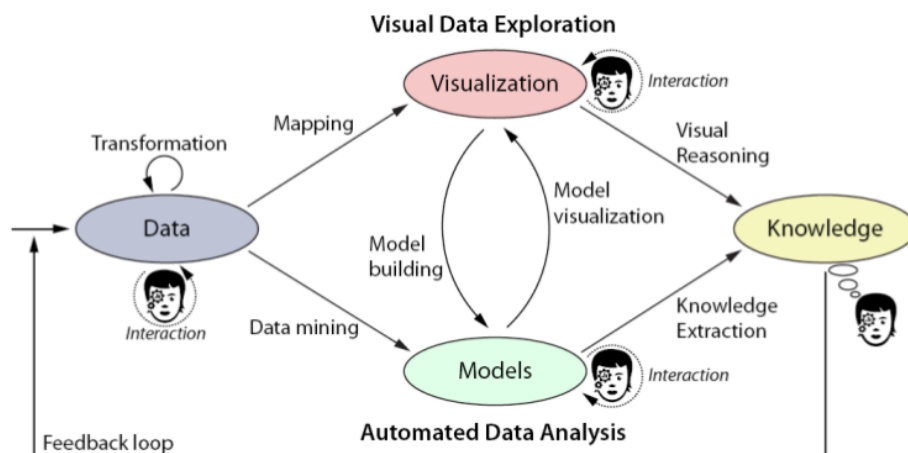 Visual Data Exploration
Visualization
Interaction
Mapping
Visual
Reasoning
Transformation
Model
visualization
Data
Knowledge
Model
building
Interaction
Data mining
Knowledge
Extraction
Models
Interaction
Automated Data Analysis
Feedback loop